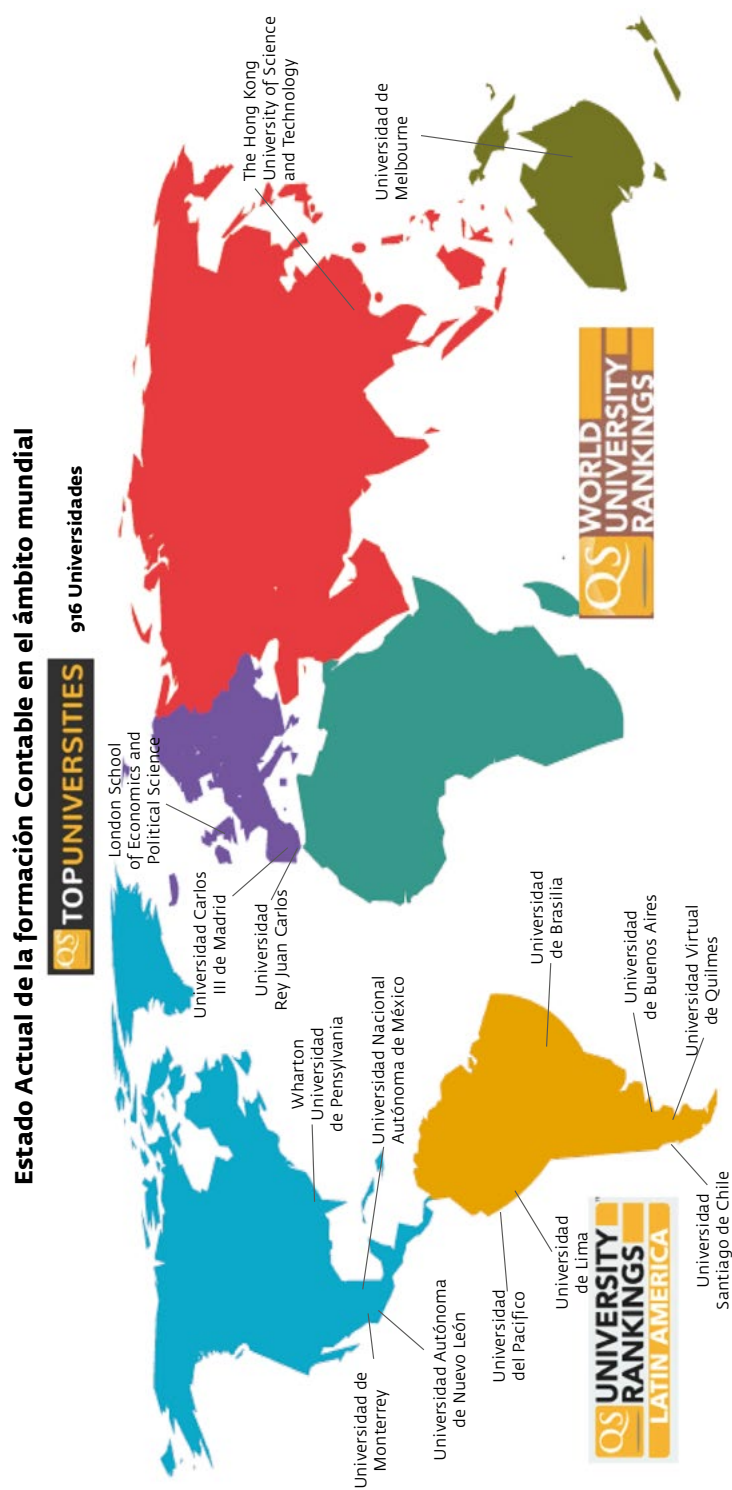 Estado Actual de la formación Contable en el ámbito mundial
QS TOPUNIVERSITIES
916 Universidades
London School
of Economics and
Political Science
Universidad Carlos
III de Madrid
Universidad
Rey Juan Carlos
The Hong Kong
University of Science
and Technology
Universidad de
Melbourne
Wharton
Universidad
de Pensylvania
Universidad Nacional
Autónoma de México
Universidad de
Monterrey
Universidad Autónoma
de Nuevo León
Universidad
del Pacífico
Universidad
de Lima
Universidad
de Brasilia
Universidad
de Buenos Aires
Universidad Virtual
de Quilmes
Universidad
Santiago de Chile
QS UNIVERSITY
RANKINGS
LATIN AMERICA
QS WORLD
UNIVERSITY
RANKINGS